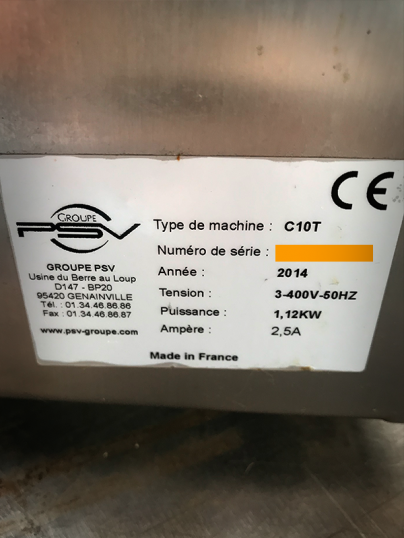 CE
GROUPE
PSV
GROUPE PSV
Usine du Berre au Loup
D147 - BP20
95420 GENAINVILLE
Tél. : 01.34.46.86.86
Fax : 01.34.46.86.87
www.psv-groupe.com
Type de machine : C10T
Numéro de série :
Année : 2014
Tension : 3-400V-50HZ
Puissance : 1,12KW
Ampère : 2,5A
Made in France